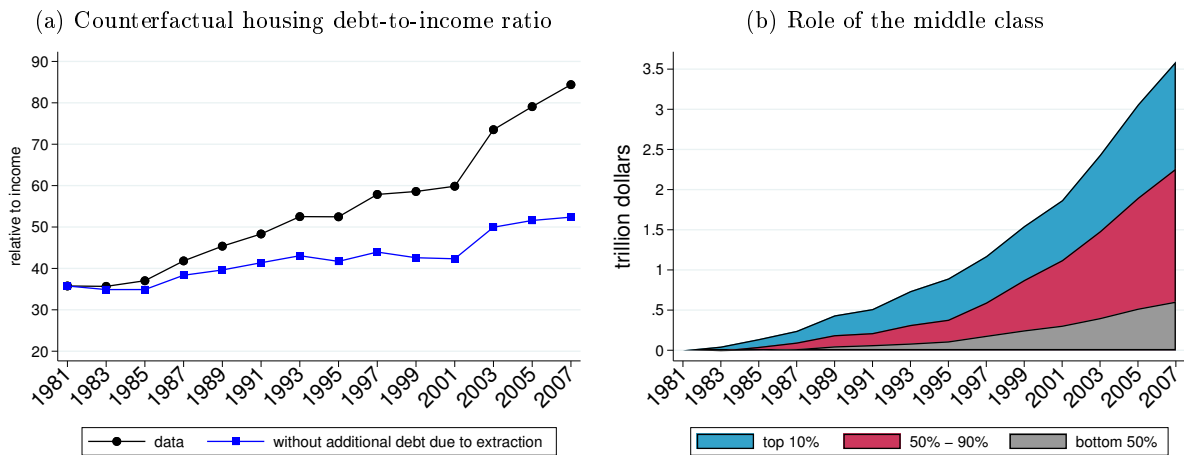 (a) Counterfactual housing debt-to-income ratio
relative to income
90
80
70
60
50
40
30
20
1981 1983 1985 1987 1989 1991 1993 1995 1997 1999 2001 2003 2005 2007
data without additional debt due to extraction
(b) Role of the middle class
trillion dollars
3.5
3
2.5
2
1.5
1
.5
0
1981 1983 1985 1987 1989 1991 1993 1995 1997 1999 2001 2003 2005 2007
top 10% 50% − 90% bottom 50%